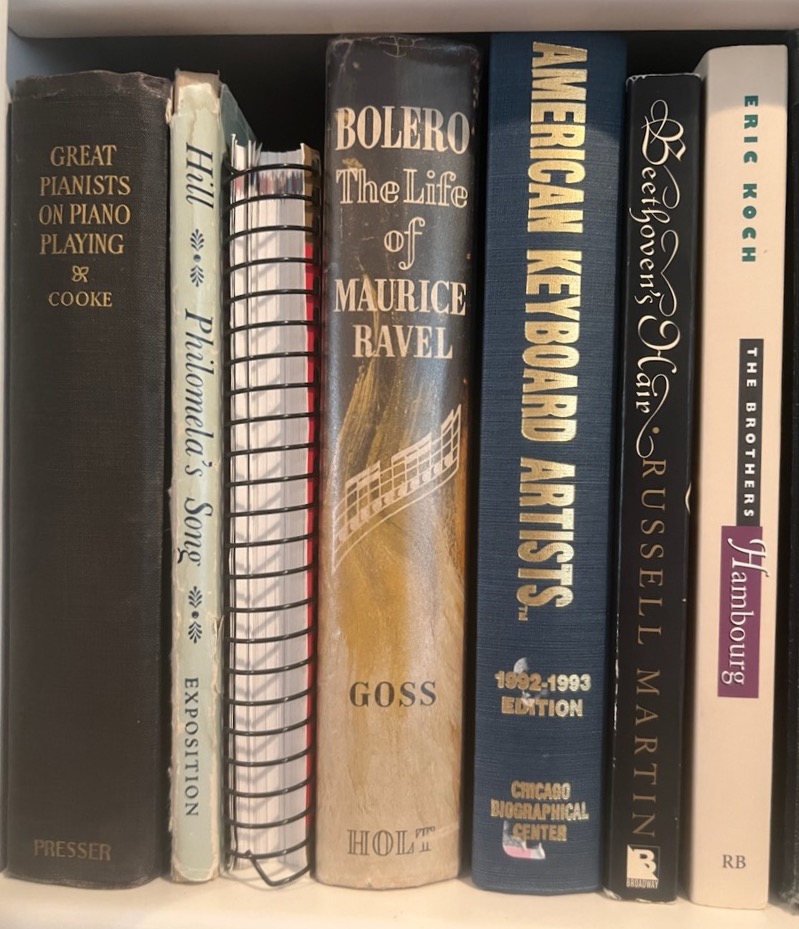 GREAT
PIANISTS
ON PIANO
PLAYING
COOKE
PRESSER
Hill Philomela's Song EXPOSITION
BOLERO
The Life
of
MAURICE
RAVEL
GOSS
HOLT
AMERICAN KEYBOARD ARTISTS™
1992-1993
EDITION
CHICAGO
BIOGRAPHICAL
CENTER
Beethoven's Hair • RUSSELL MARTIN
B
BROADWAY
ERIC KOCH
THE BROTHERS
Hambourg
RB